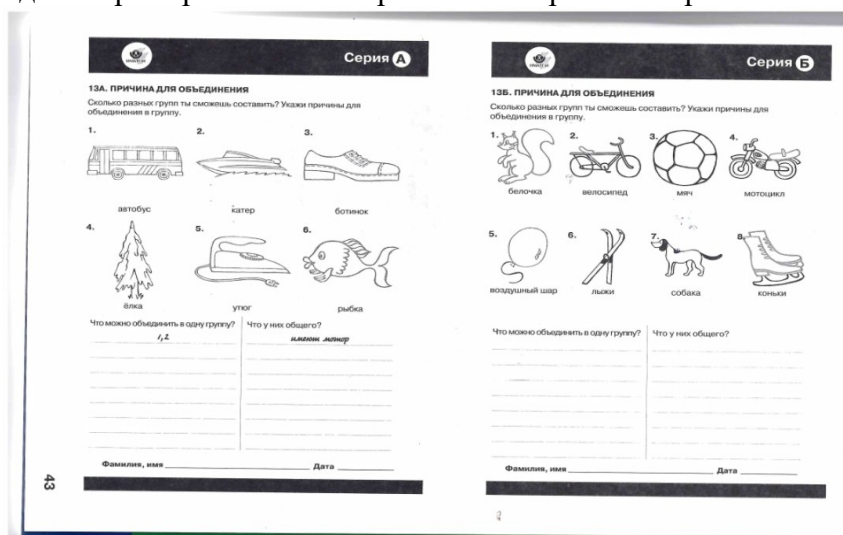 Серия А
13А. ПРИЧИНА ДЛЯ ОБЪЕДИНЕНИЯ
Сколько разных групп ты сможешь составить? Укажи причины для
объединения в группу.
1. 2. 3.
автобус катер ботинок
4. 5. 6.
ёлка утюг рыбка
Что можно объединить в одну группу? Что у них общего?
1,2 имеют мотор
Фамилия, имя Дата
43
Серия Б
13Б. ПРИЧИНА ДЛЯ ОБЪЕДИНЕНИЯ
Сколько разных групп ты сможешь составить? Укажи причины для
объединения в группу.
1. 2. 3. 4.
белочка велосипед мяч мотоцикл
5. 6. 7. 8.
воздушный шар лыжи собака коньки
Что можно объединить в одну группу? Что у них общего?
Фамилия, имя Дата